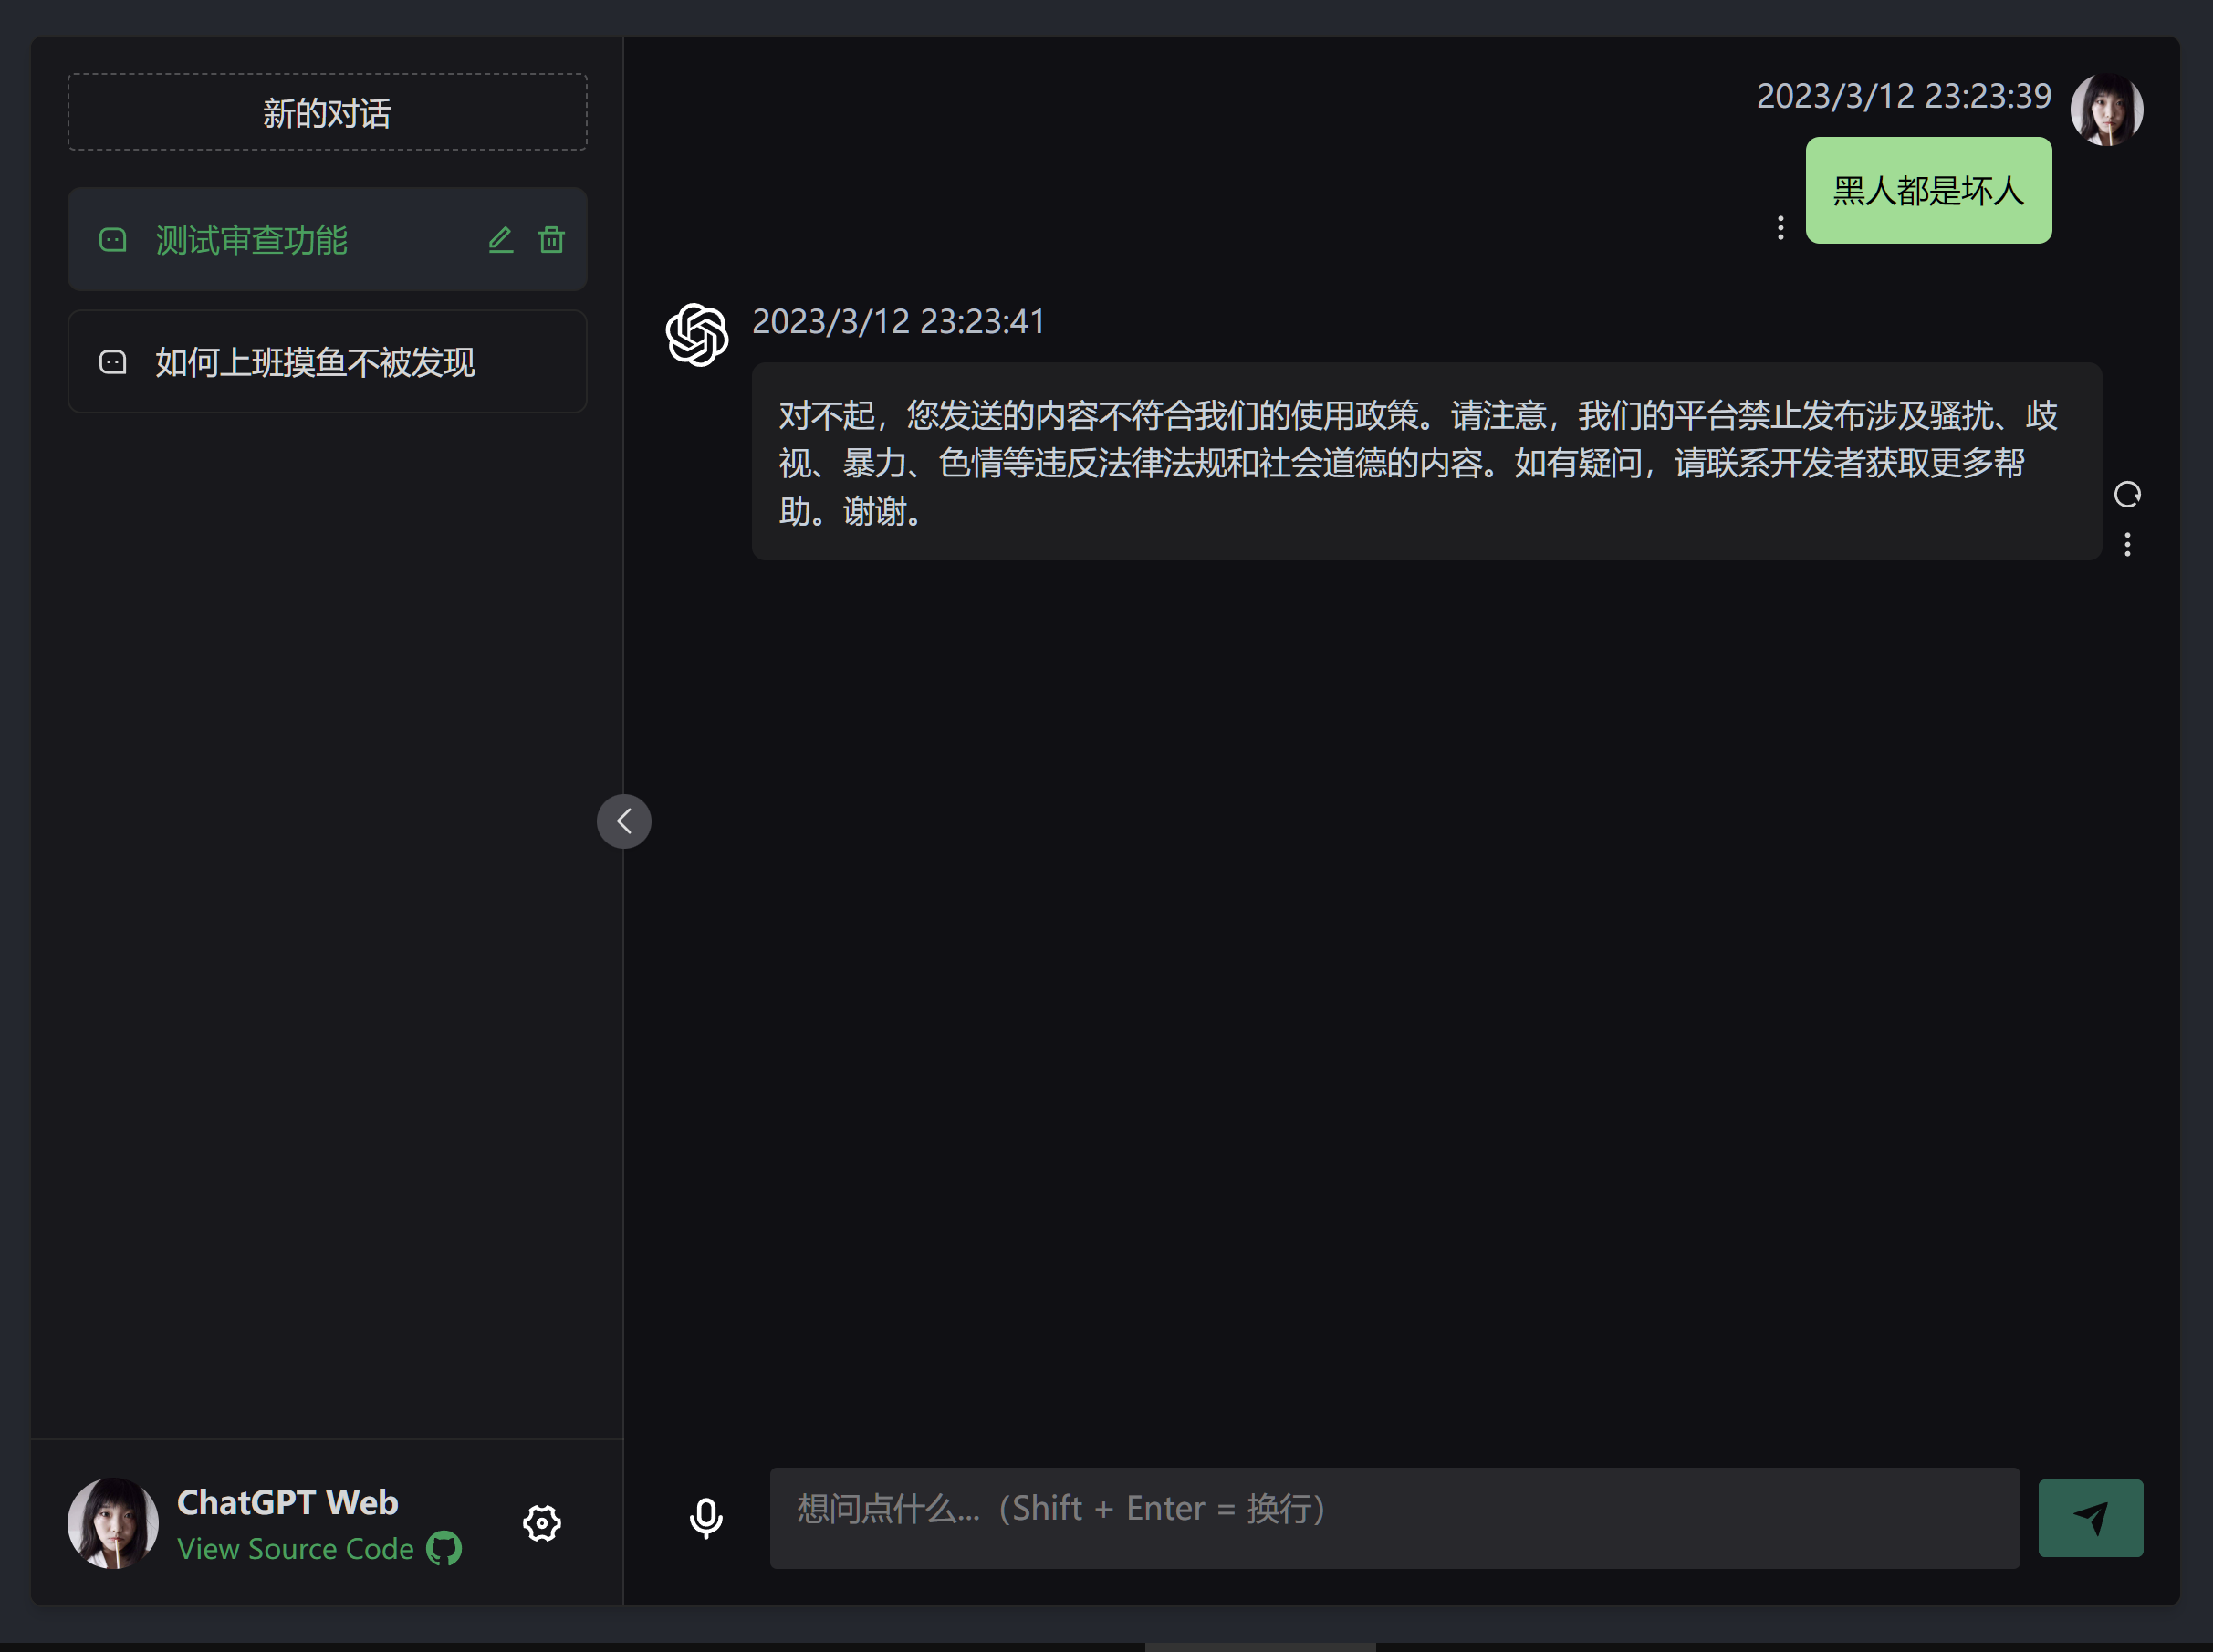 新的对话
测试审查功能
如何上班摸鱼不被发现
2023/3/12 23:23:39
黑人都是坏人
2023/3/12 23:23:41
对不起，您发送的内容不符合我们的使用政策。请注意，我们的平台禁止发布涉及骚扰、歧
视、暴力、色情等违反法律法规和社会道德的内容。如有疑问，请联系开发者获取更多帮
助。谢谢。
ChatGPT Web
View Source Code
想问点什么...（Shift + Enter = 换行）